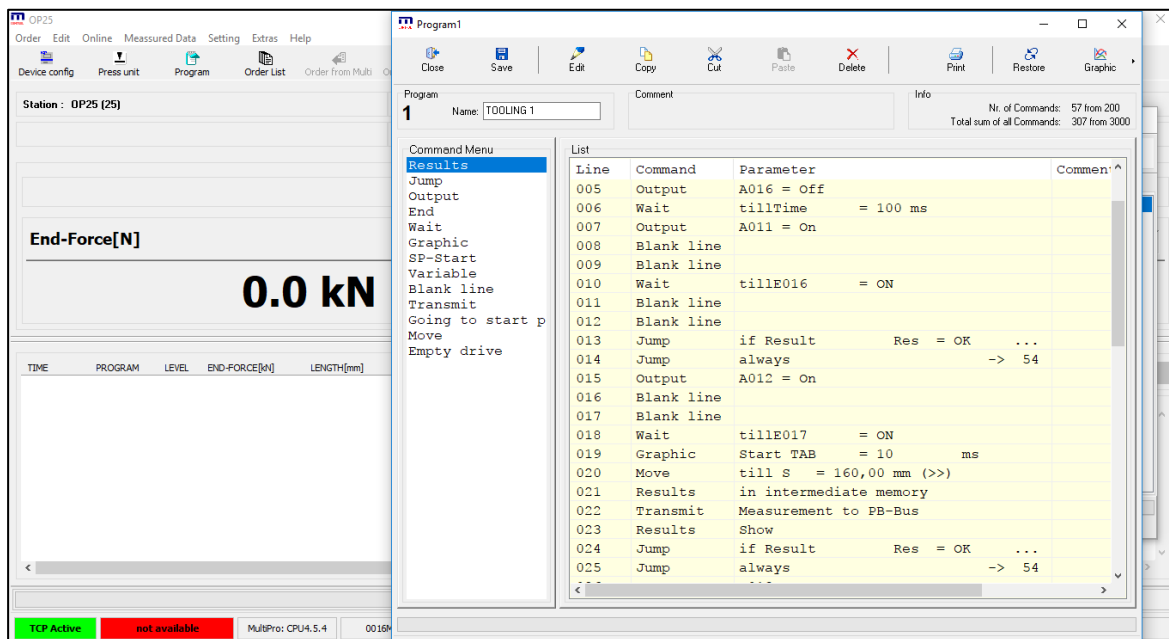 OP25
Order Edit Online Meassured Data Setting Extras Help
Device config Press unit Program Order List Order from Multi
Station : OP25 (25)
End-Force[N]
0.0 kN
TIME PROGRAM LEVEL END-FORCE[kN] LENGTH[mm]
TCP Active not available MultiPro: CPU4.5.4
Program1
Close Save Edit Copy Cut Paste Delete Print Restore Graphic
Program
1 Name: TOOLING 1
Comment
Info
Nr. of Commands: 57 from 200
Total sum of all Commands: 307 from 3000
Command Menu
Results
Jump
Output
End
Wait
Graphic
SP-Start
Variable
Blank line
Transmit
Going to start p
Move
Empty drive
List
Line Command Parameter Comment
005 Output A016 = Off
006 Wait tillTime = 100 ms
007 Output A011 = On
008 Blank line
009 Blank line
010 Wait tillE016 = ON
011 Blank line
012 Blank line
013 Jump if Result Res = OK ...
014 Jump always -> 54
015 Output A012 = On
016 Blank line
017 Blank line
018 Wait tillE017 = ON
019 Graphic Start TAB = 10 ms
020 Move till S = 160,00 mm (>>)
021 Results in intermediate memory
022 Transmit Measurement to PB-Bus
023 Results Show
024 Jump if Result Res = OK ...
025 Jump always -> 54